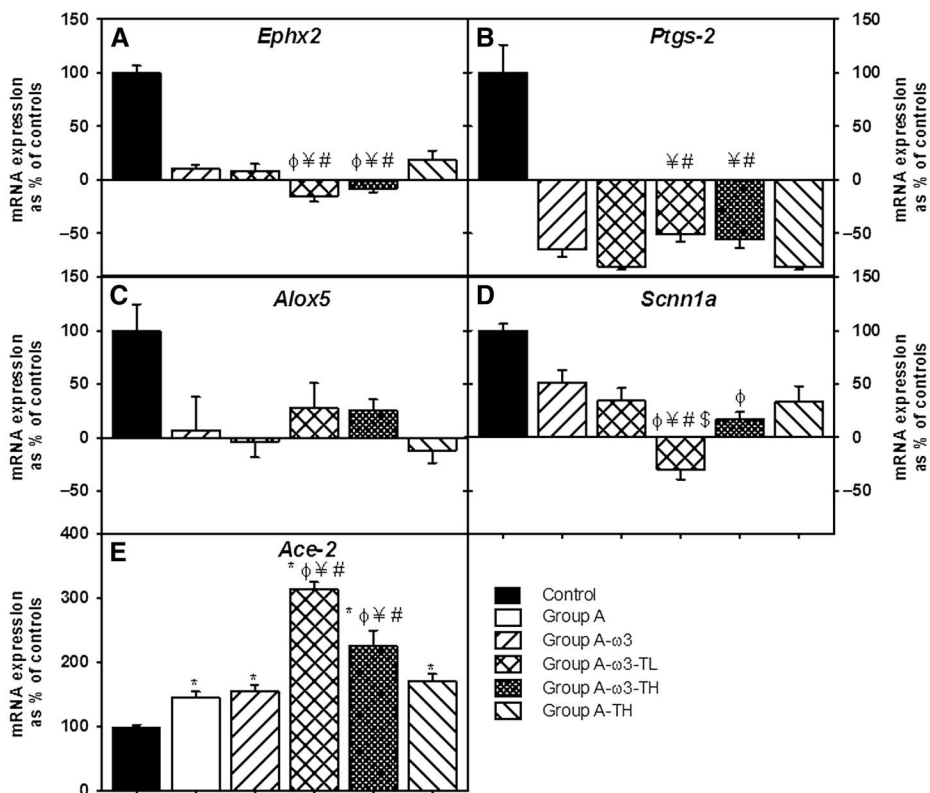 A
Ephx2
mRNA expression
as % of controls
150
100
50
0
−50
ϕ¥#
ϕ¥#
B
Ptgs-2
150
100
50
0
−50
mRNA expression
as % of controls
¥#
¥#
C
Alox5
mRNA expression
as % of controls
150
100
50
0
−50
D
Scnn1a
150
100
50
0
−50
mRNA expression
as % of controls
ϕ¥#$
ϕ
E
Ace-2
mRNA expression
as % of controls
400
300
200
100
0
*
*
*ϕ¥#
*ϕ¥#
*
Control
Group A
Group A-ω3
Group A-ω3-TL
Group A-ω3-TH
Group A-TH